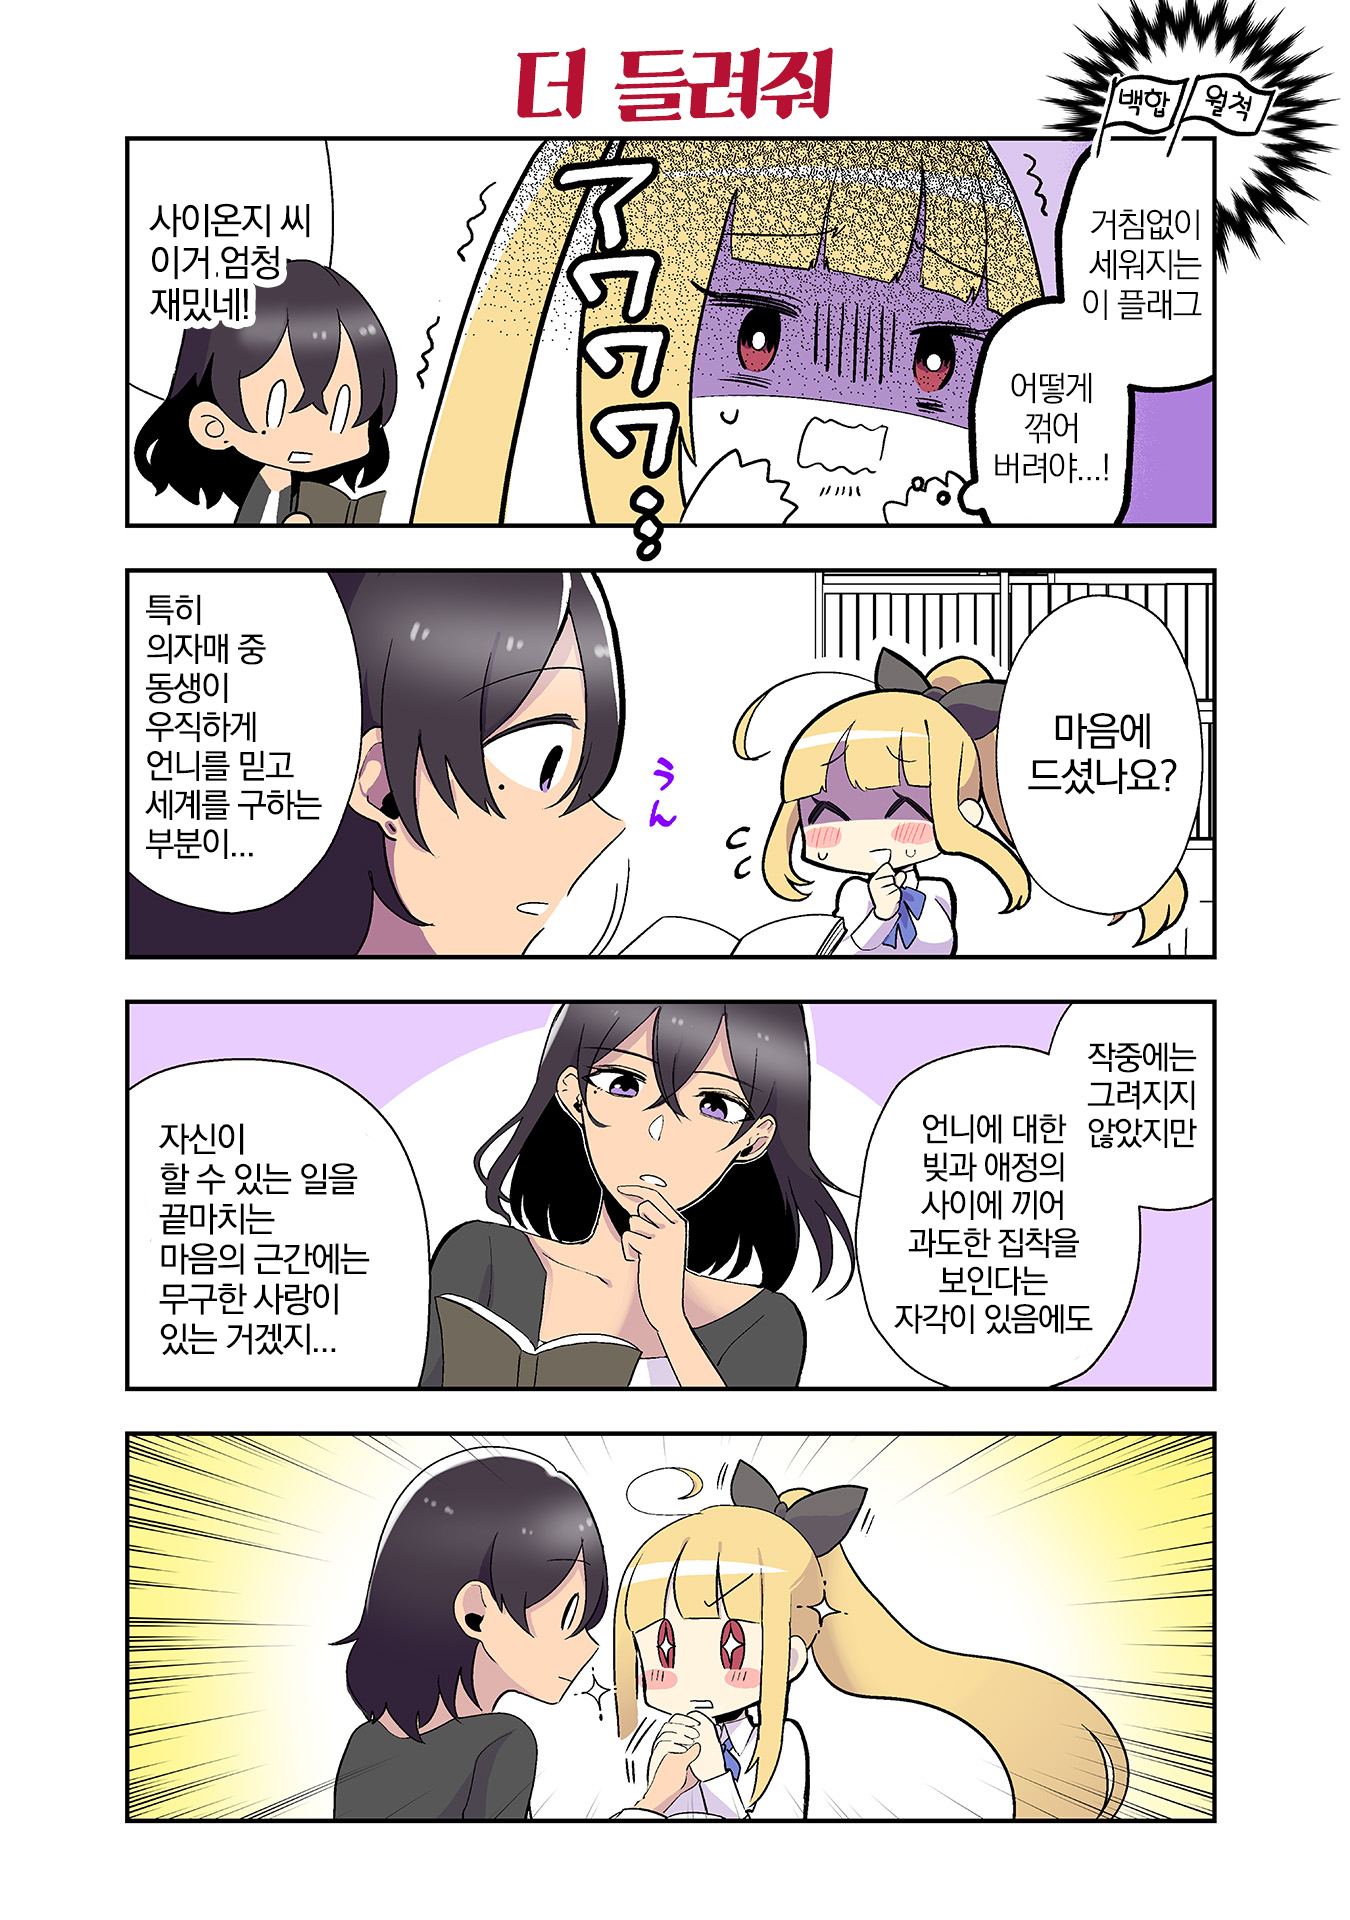 더 들려줘
백합 월척
거침없이
세워지는
이 플래그
어떻게
꺾어
버려야...!
ワワワワ…?
사이온지 씨
이거 엄청
재밌네!
마음에
드셨나요?
うん
특히
의자매 중
동생이
우직하게
언니를 믿고
세계를 구하는
부분이...
작중에는
그려지지
않았지만
언니에 대한
빚과 애정의
사이에 끼어
과도한 집착을
보인다는
자각이 있음에도
자신이
할 수 있는 일을
끝마치는
마음의 근간에는
무구한 사랑이
있는 거겠지...